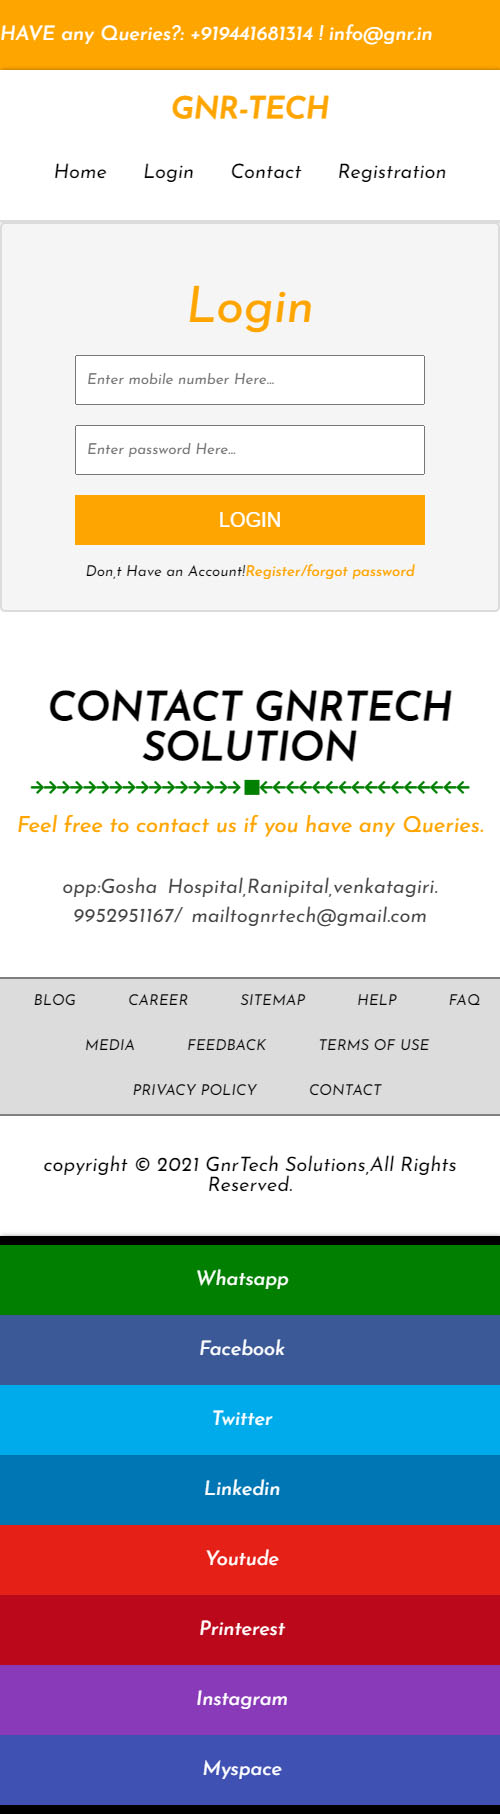 HAVE any Queries?: +919441681314 ! info@gnr.in
GNR-TECH
Home Login Contact Registration
Login
Enter mobile number Here...
Enter password Here...
LOGIN
Don,t Have an Account!Register/forgot password
CONTACT GNRTECH
SOLUTION
→→→→→→→→→→→→→→→→■←←←←←←←←←←←←←←←←
Feel free to contact us if you have any Queries.
opp:Gosha Hospital,Ranipital,venkatagiri.
9952951167/ mailtognrtech@gmail.com
BLOG CAREER SITEMAP HELP FAQ
MEDIA FEEDBACK TERMS OF USE
PRIVACY POLICY CONTACT
copyright © 2021 GnrTech Solutions,All Rights
Reserved.
Whatsapp
Facebook
Twitter
Linkedin
Youtude
Printerest
Instagram
Myspace